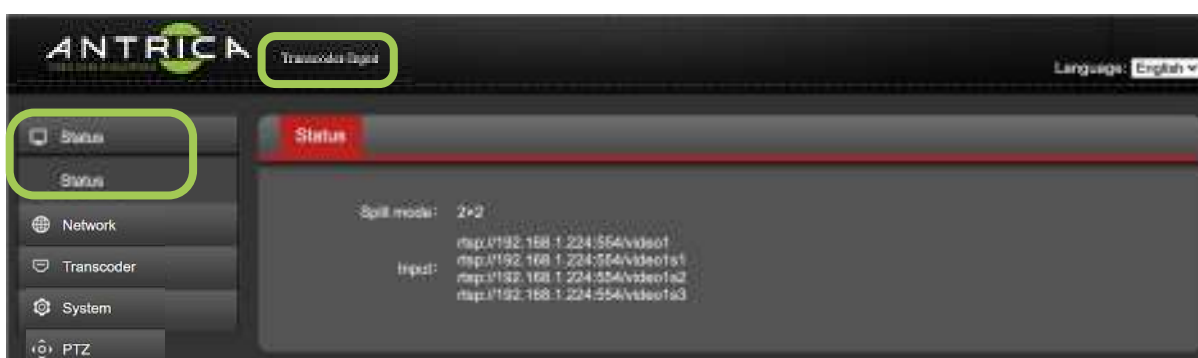 ANTRICA
Transcoder
Language: English
Status
Status
Status
Split mode: 2*2
Network
Input:
rtsp://192.168.1.224:554/video1
rtsp://192.168.1.224:554/video1s1
rtsp://192.168.1.224:554/video1s2
rtsp://192.168.1.224:554/video1s3
Transcoder
System
PTZ